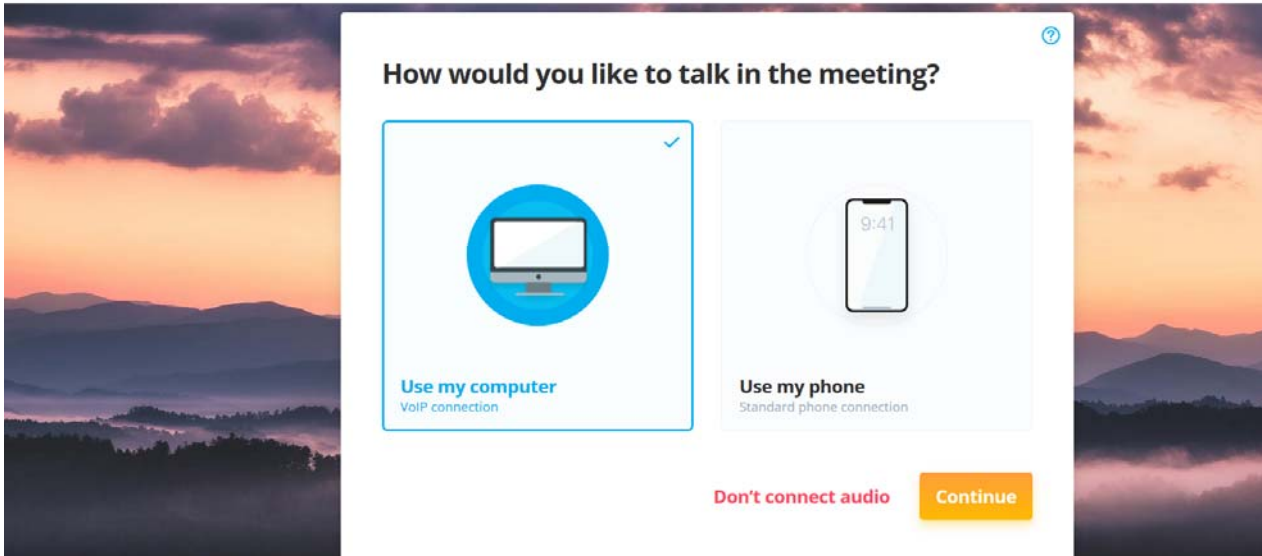 How would you like to talk in the meeting?
9:41
Use my computer
VoIP connection
Use my phone
Standard phone connection
Don't connect audio
Continue